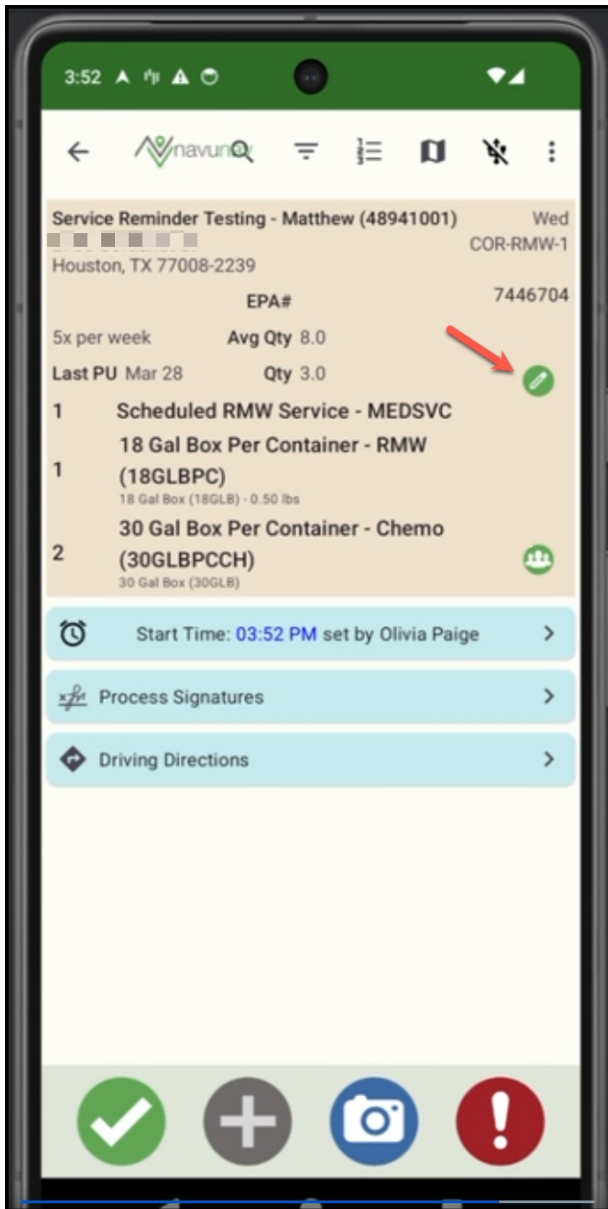 3:52
navunav
Service Reminder Testing - Matthew (48941001) Wed
COR-RMW-1
Houston, TX 77008-2239
EPA# 7446704
5x per week Avg Qty 8.0
Last PU Mar 28 Qty 3.0
1 Scheduled RMW Service - MEDSVC
1 18 Gal Box Per Container - RMW
(18GLBPC)
18 Gal Box (18GLB) - 0.50 lbs
2 30 Gal Box Per Container - Chemo
(30GLBPCCH)
30 Gal Box (30GLB)
Start Time: 03:52 PM set by Olivia Paige
Process Signatures
Driving Directions